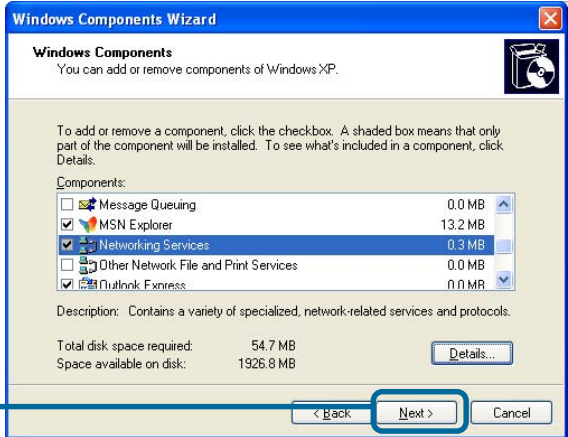 Windows Components Wizard
Windows Components
You can add or remove components of Windows XP.
To add or remove a component, click the checkbox. A shaded box means that only
part of the component will be installed. To see what's included in a component, click
Details.
Components:
Message Queuing 0.0 MB
MSN Explorer 13.2 MB
Networking Services 0.3 MB
Other Network File and Print Services 0.0 MB
Outlook Express 0.0 MB
Description: Contains a variety of specialized, network-related services and protocols.
Total disk space required: 54.7 MB
Space available on disk: 1926.8 MB
Details...
< Back Next > Cancel